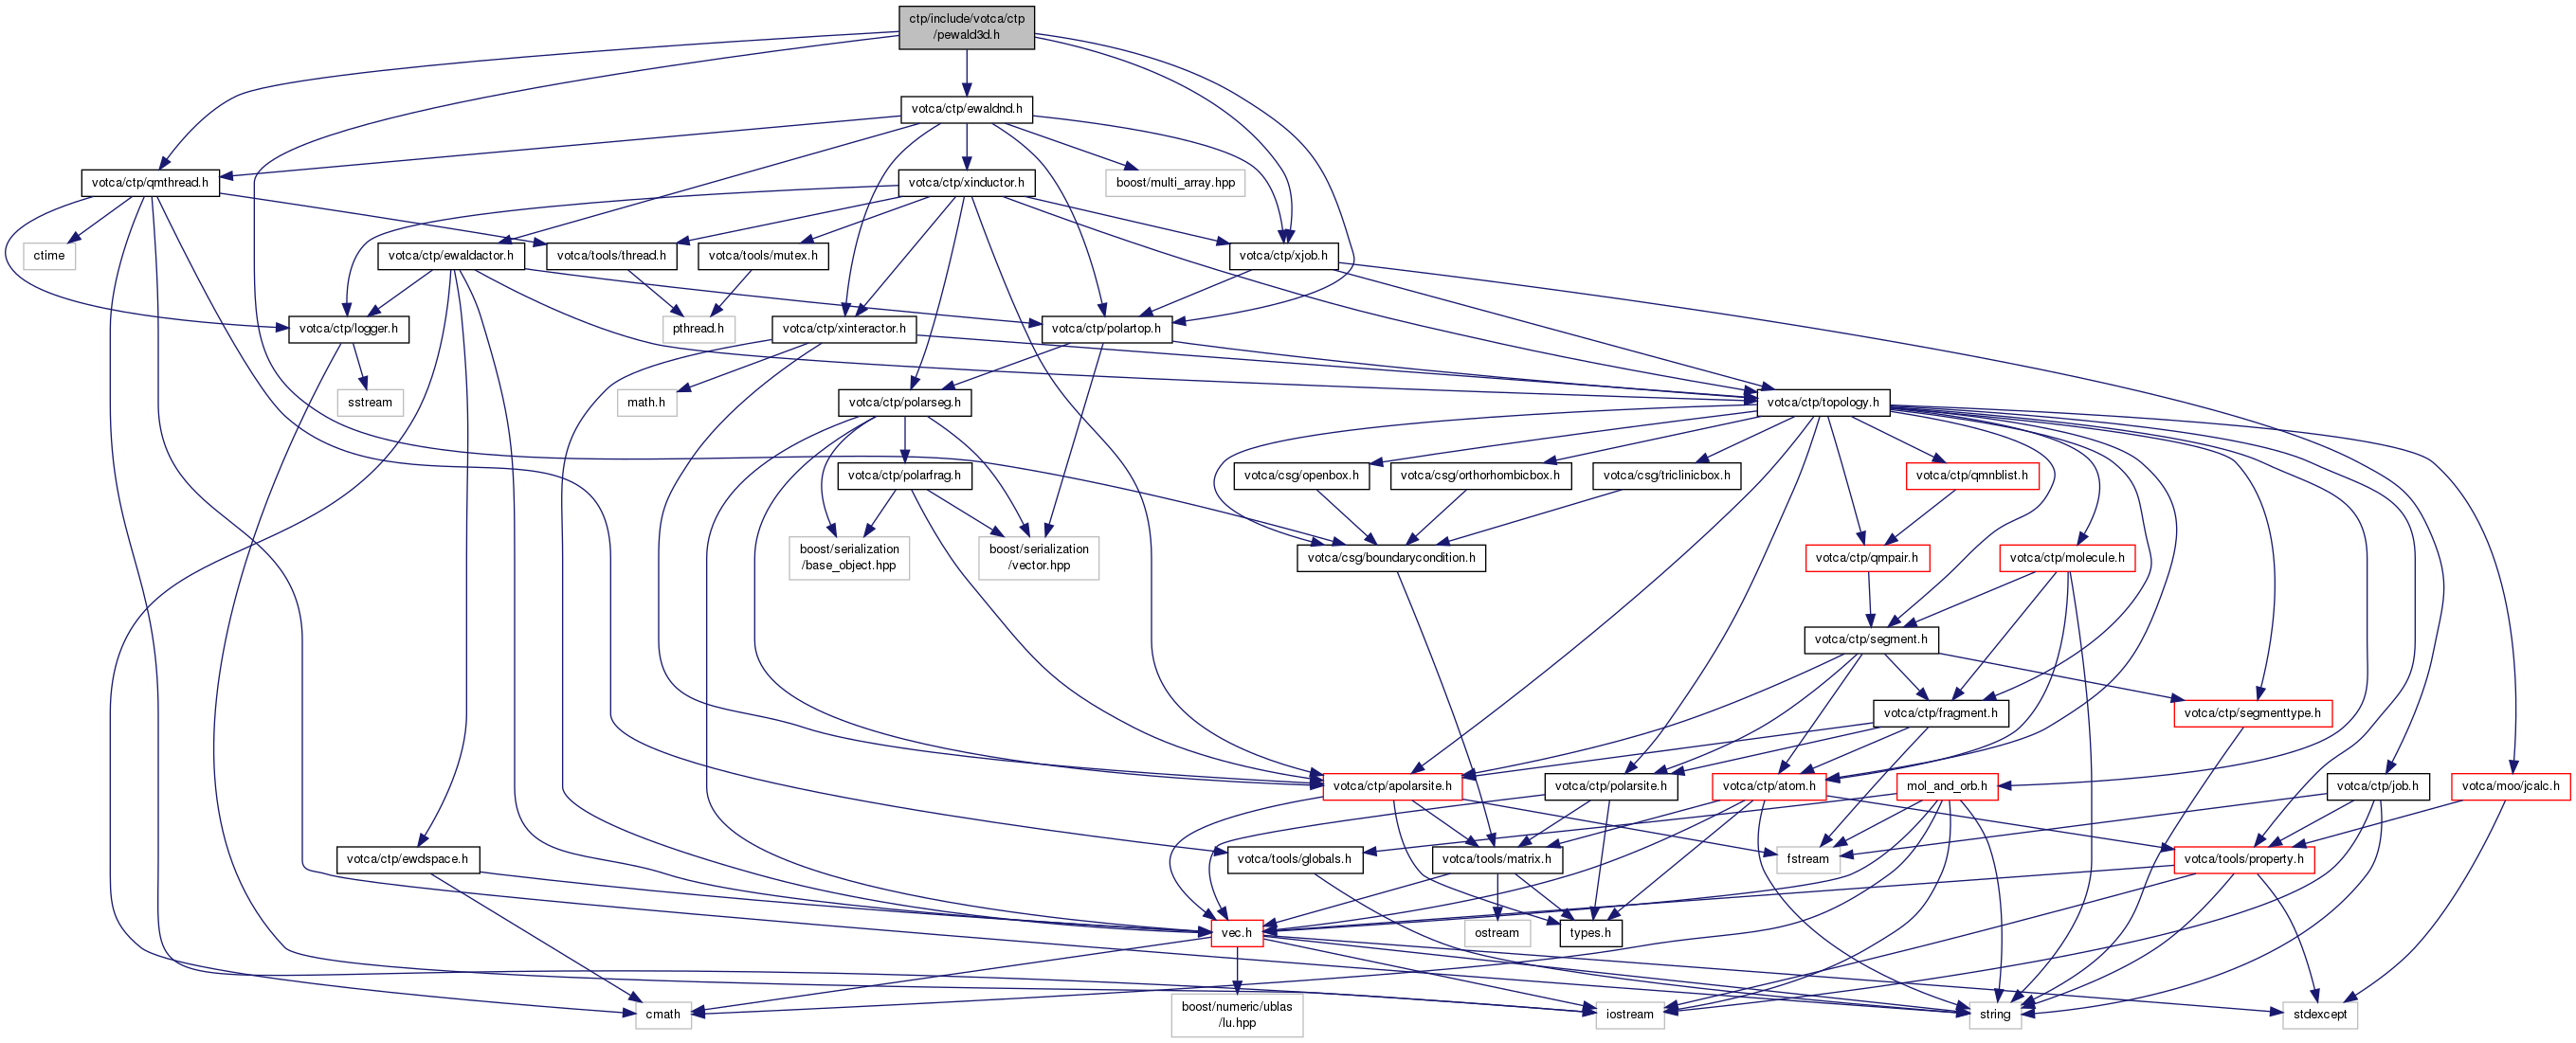 ctp/include/votca/ctp
/pewald3d.h
votca/ctp/ewaldnd.h
votca/ctp/qmthread.h
votca/ctp/xinductor.h
boost/multi_array.hpp
ctime
votca/ctp/ewaldactor.h
votca/tools/thread.h
votca/tools/mutex.h
votca/ctp/xjob.h
votca/ctp/logger.h
pthread.h
votca/ctp/xinteractor.h
votca/ctp/polartop.h
sstream
math.h
votca/ctp/polarseg.h
votca/ctp/topology.h
votca/ctp/polarfrag.h
votca/csg/openbox.h
votca/csg/orthorhombicbox.h
votca/csg/triclinicbox.h
votca/ctp/qmnblist.h
boost/serialization
/base_object.hpp
boost/serialization
/vector.hpp
votca/csg/boundarycondition.h
votca/ctp/qmpair.h
votca/ctp/molecule.h
votca/ctp/segment.h
votca/ctp/fragment.h
votca/ctp/segmenttype.h
votca/ctp/apolarsite.h
votca/ctp/polarsite.h
votca/ctp/atom.h
mol_and_orb.h
votca/ctp/job.h
votca/moo/jcalc.h
votca/ctp/ewdspace.h
votca/tools/globals.h
votca/tools/matrix.h
fstream
votca/tools/property.h
vec.h
ostream
types.h
cmath
boost/numeric/ublas
/lu.hpp
iostream
string
stdexcept